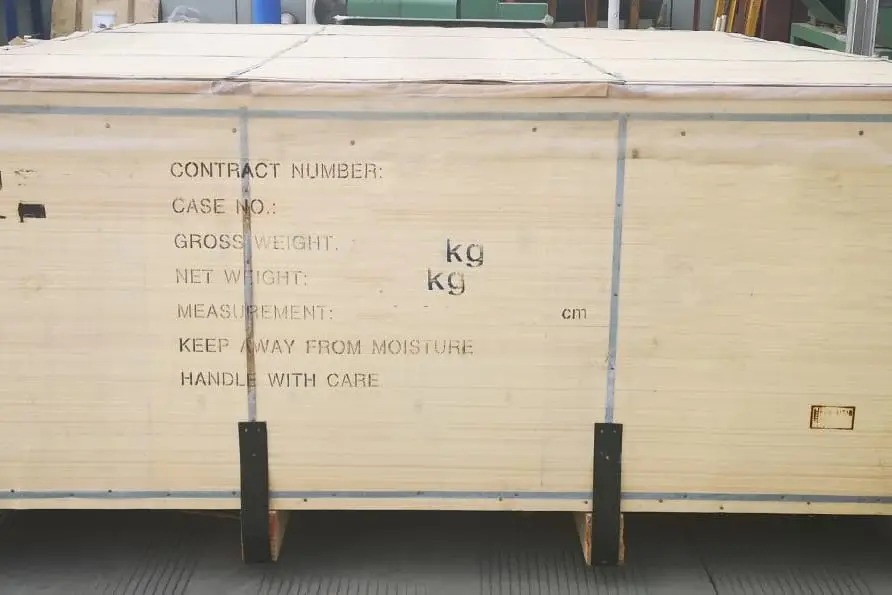 CONTRACT NUMBER:
CASE NO.:
GROSS WEIGHT. kg
NET WEIGHT: kg
MEASUREMENT: cm
KEEP AWAY FROM MOISTURE
HANDLE WITH CARE